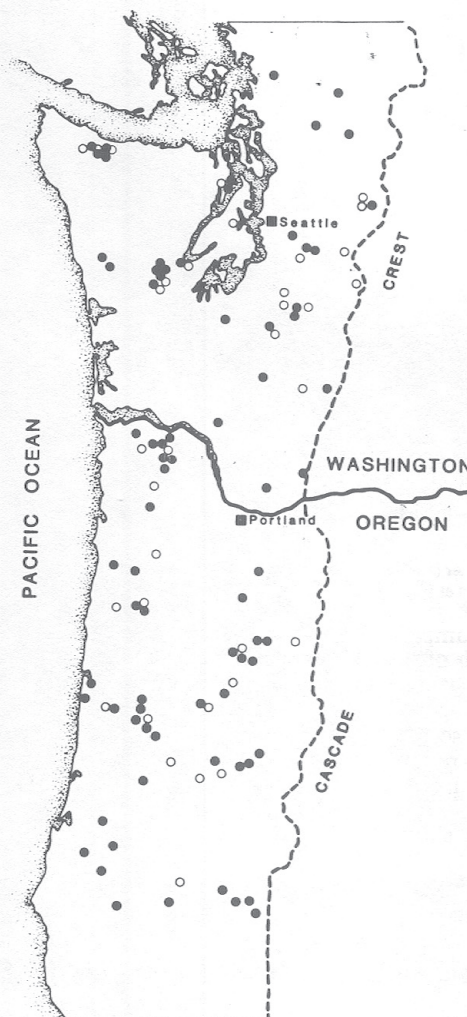 Seattle
CREST
PACIFIC OCEAN
WASHINGTON
Portland
OREGON
CASCADE